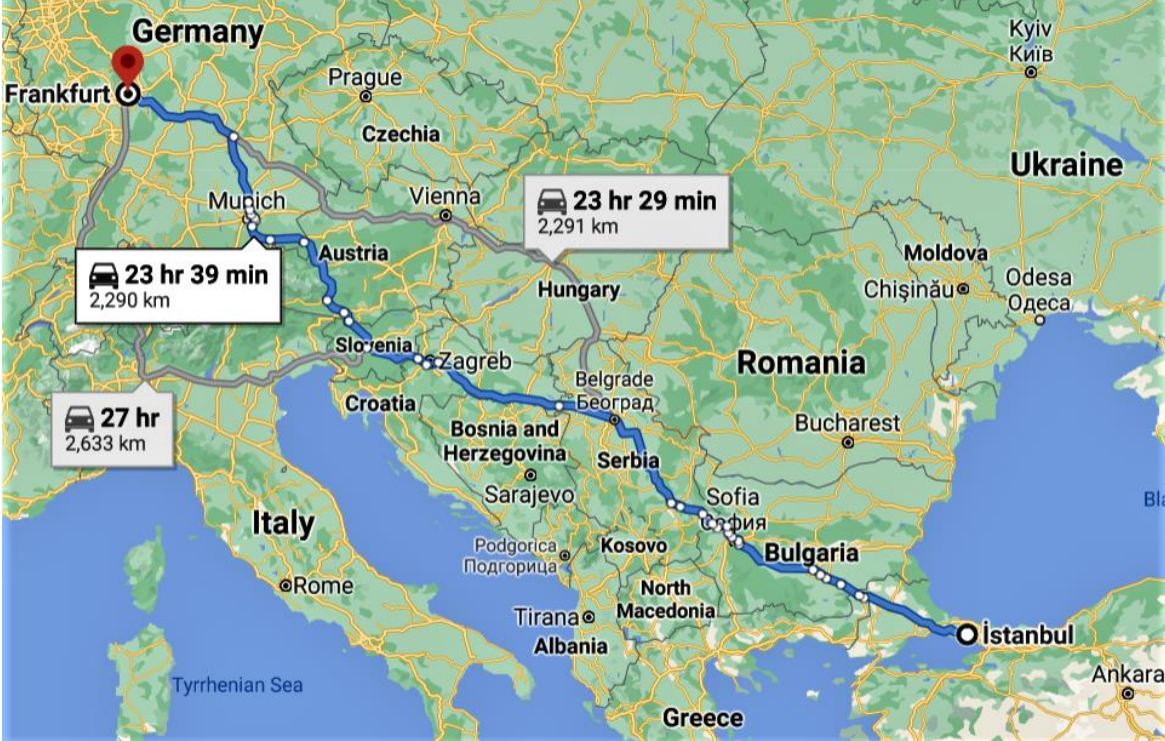 Germany
Kyiv
Київ
Frankfurt
Prague
Czechia
Ukraine
Munich
Vienna
23 hr 29 min
2,291 km
Austria
Moldova
23 hr 39 min
2,290 km
Hungary
Chișinău
Odesa
Одеса
Slovenia
Zagreb
Romania
Belgrade
Београд
Croatia
27 hr
2,633 km
Bosnia and
Herzegovina
Bucharest
Serbia
Sarajevo
Sofia
София
Italy
Podgorica
Подгорица
Kosovo
Bulgaria
Rome
North
Macedonia
Tirana
Albania
İstanbul
Tyrrhenian Sea
Ankara
Greece